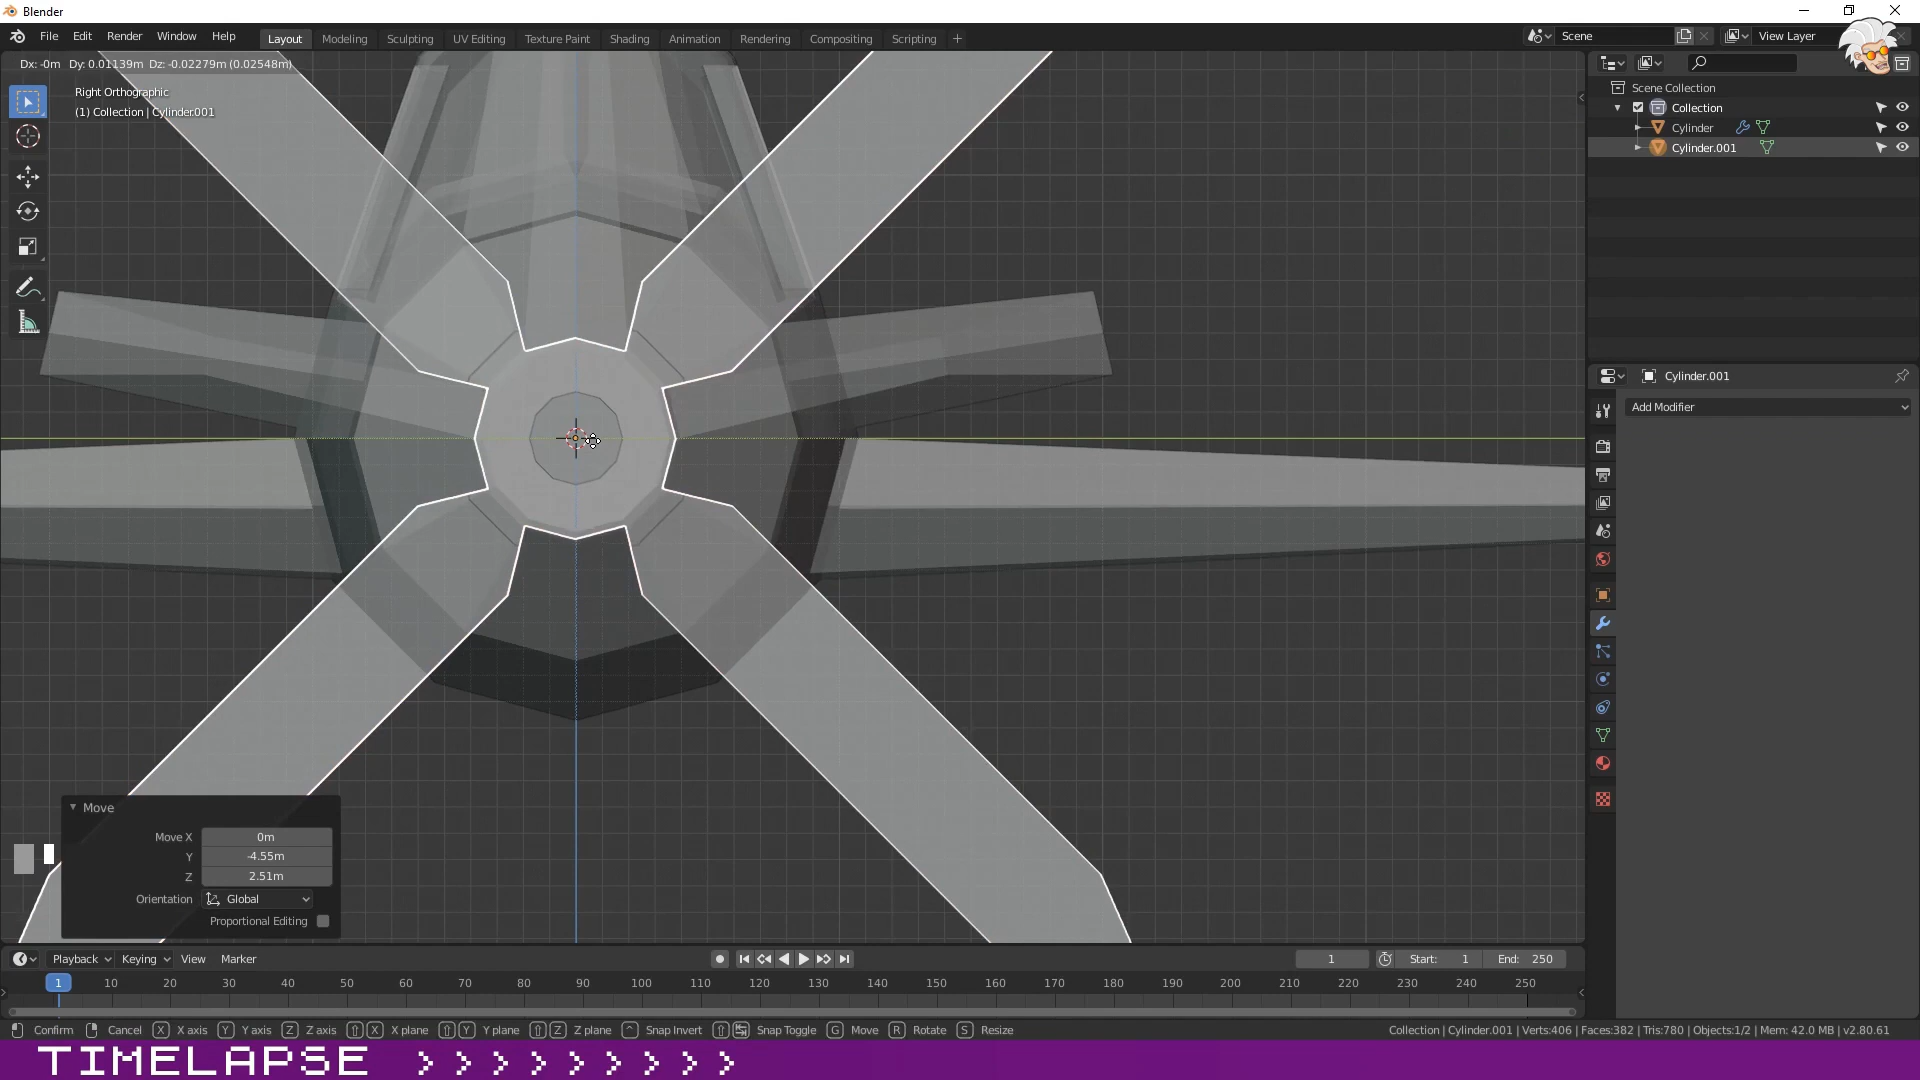 Blender
File Edit Render Window Help Layout Modeling Sculpting UV Editing Texture Paint Shading Animation Rendering Compositing Scripting + Scene View Layer
Dx: -0m Dy: 0.01139m Dz: -0.02279m (0.02548m)
Right Orthographic
(1) Collection | Cylinder.001
Scene Collection
Collection
Cylinder
Cylinder.001
Cylinder.001
Add Modifier
Move
Move X 0m
Y -4.55m
Z 2.51m
Orientation Global
Proportional Editing
Playback Keying View Marker 1 Start: 1 End: 250
1 10 20 30 40 50 60 70 80 90 100 110 120 130 140 150 160 170 180 190 200 210 220 230 240 250
Confirm Cancel X X axis Y Y axis Z Z axis X X plane Y Y plane Z Z plane ^ Snap Invert Snap Toggle G Move R Rotate S Resize Collection | Cylinder.001 | Verts:406 | Faces:382 | Tris:780 | Objects:1/2 | Mem: 42.0 MB | v2.80.61
TIMELAPSE > > > > > > > > >